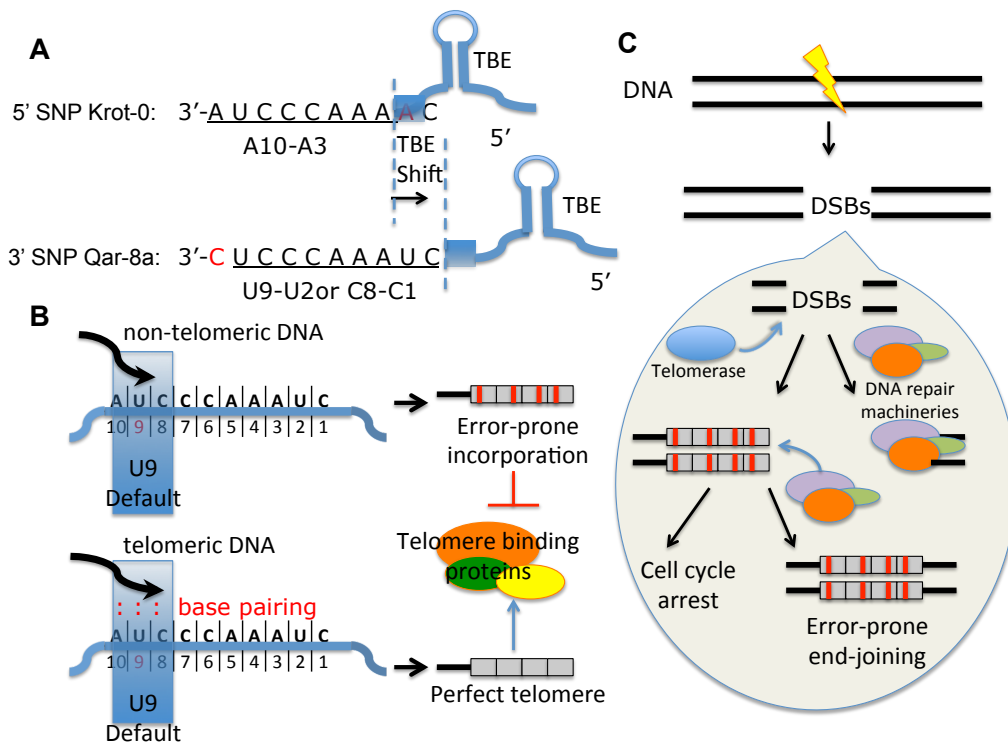 A
TBE
5’ SNP Krot-0: 3′-A U C C C A A A A C
A10-A3
5′
TBE
Shift
TBE
3’ SNP Qar-8a: 3′-C U C C C A A A U C
U9-U2or C8-C1
5′
B
non-telomeric DNA
A U C C C A A A U C
10 9 8 7 6 5 4 3 2 1
U9
Default
Error-prone
incorporation
Telomere binding
proteins
telomeric DNA
: : : base pairing
A U C C C A A A U C
10 9 8 7 6 5 4 3 2 1
U9
Default
Perfect telomere
C
DNA
DSBs
DSBs
Telomerase
DNA repair
machineries
Cell cycle
arrest
Error-prone
end-joining